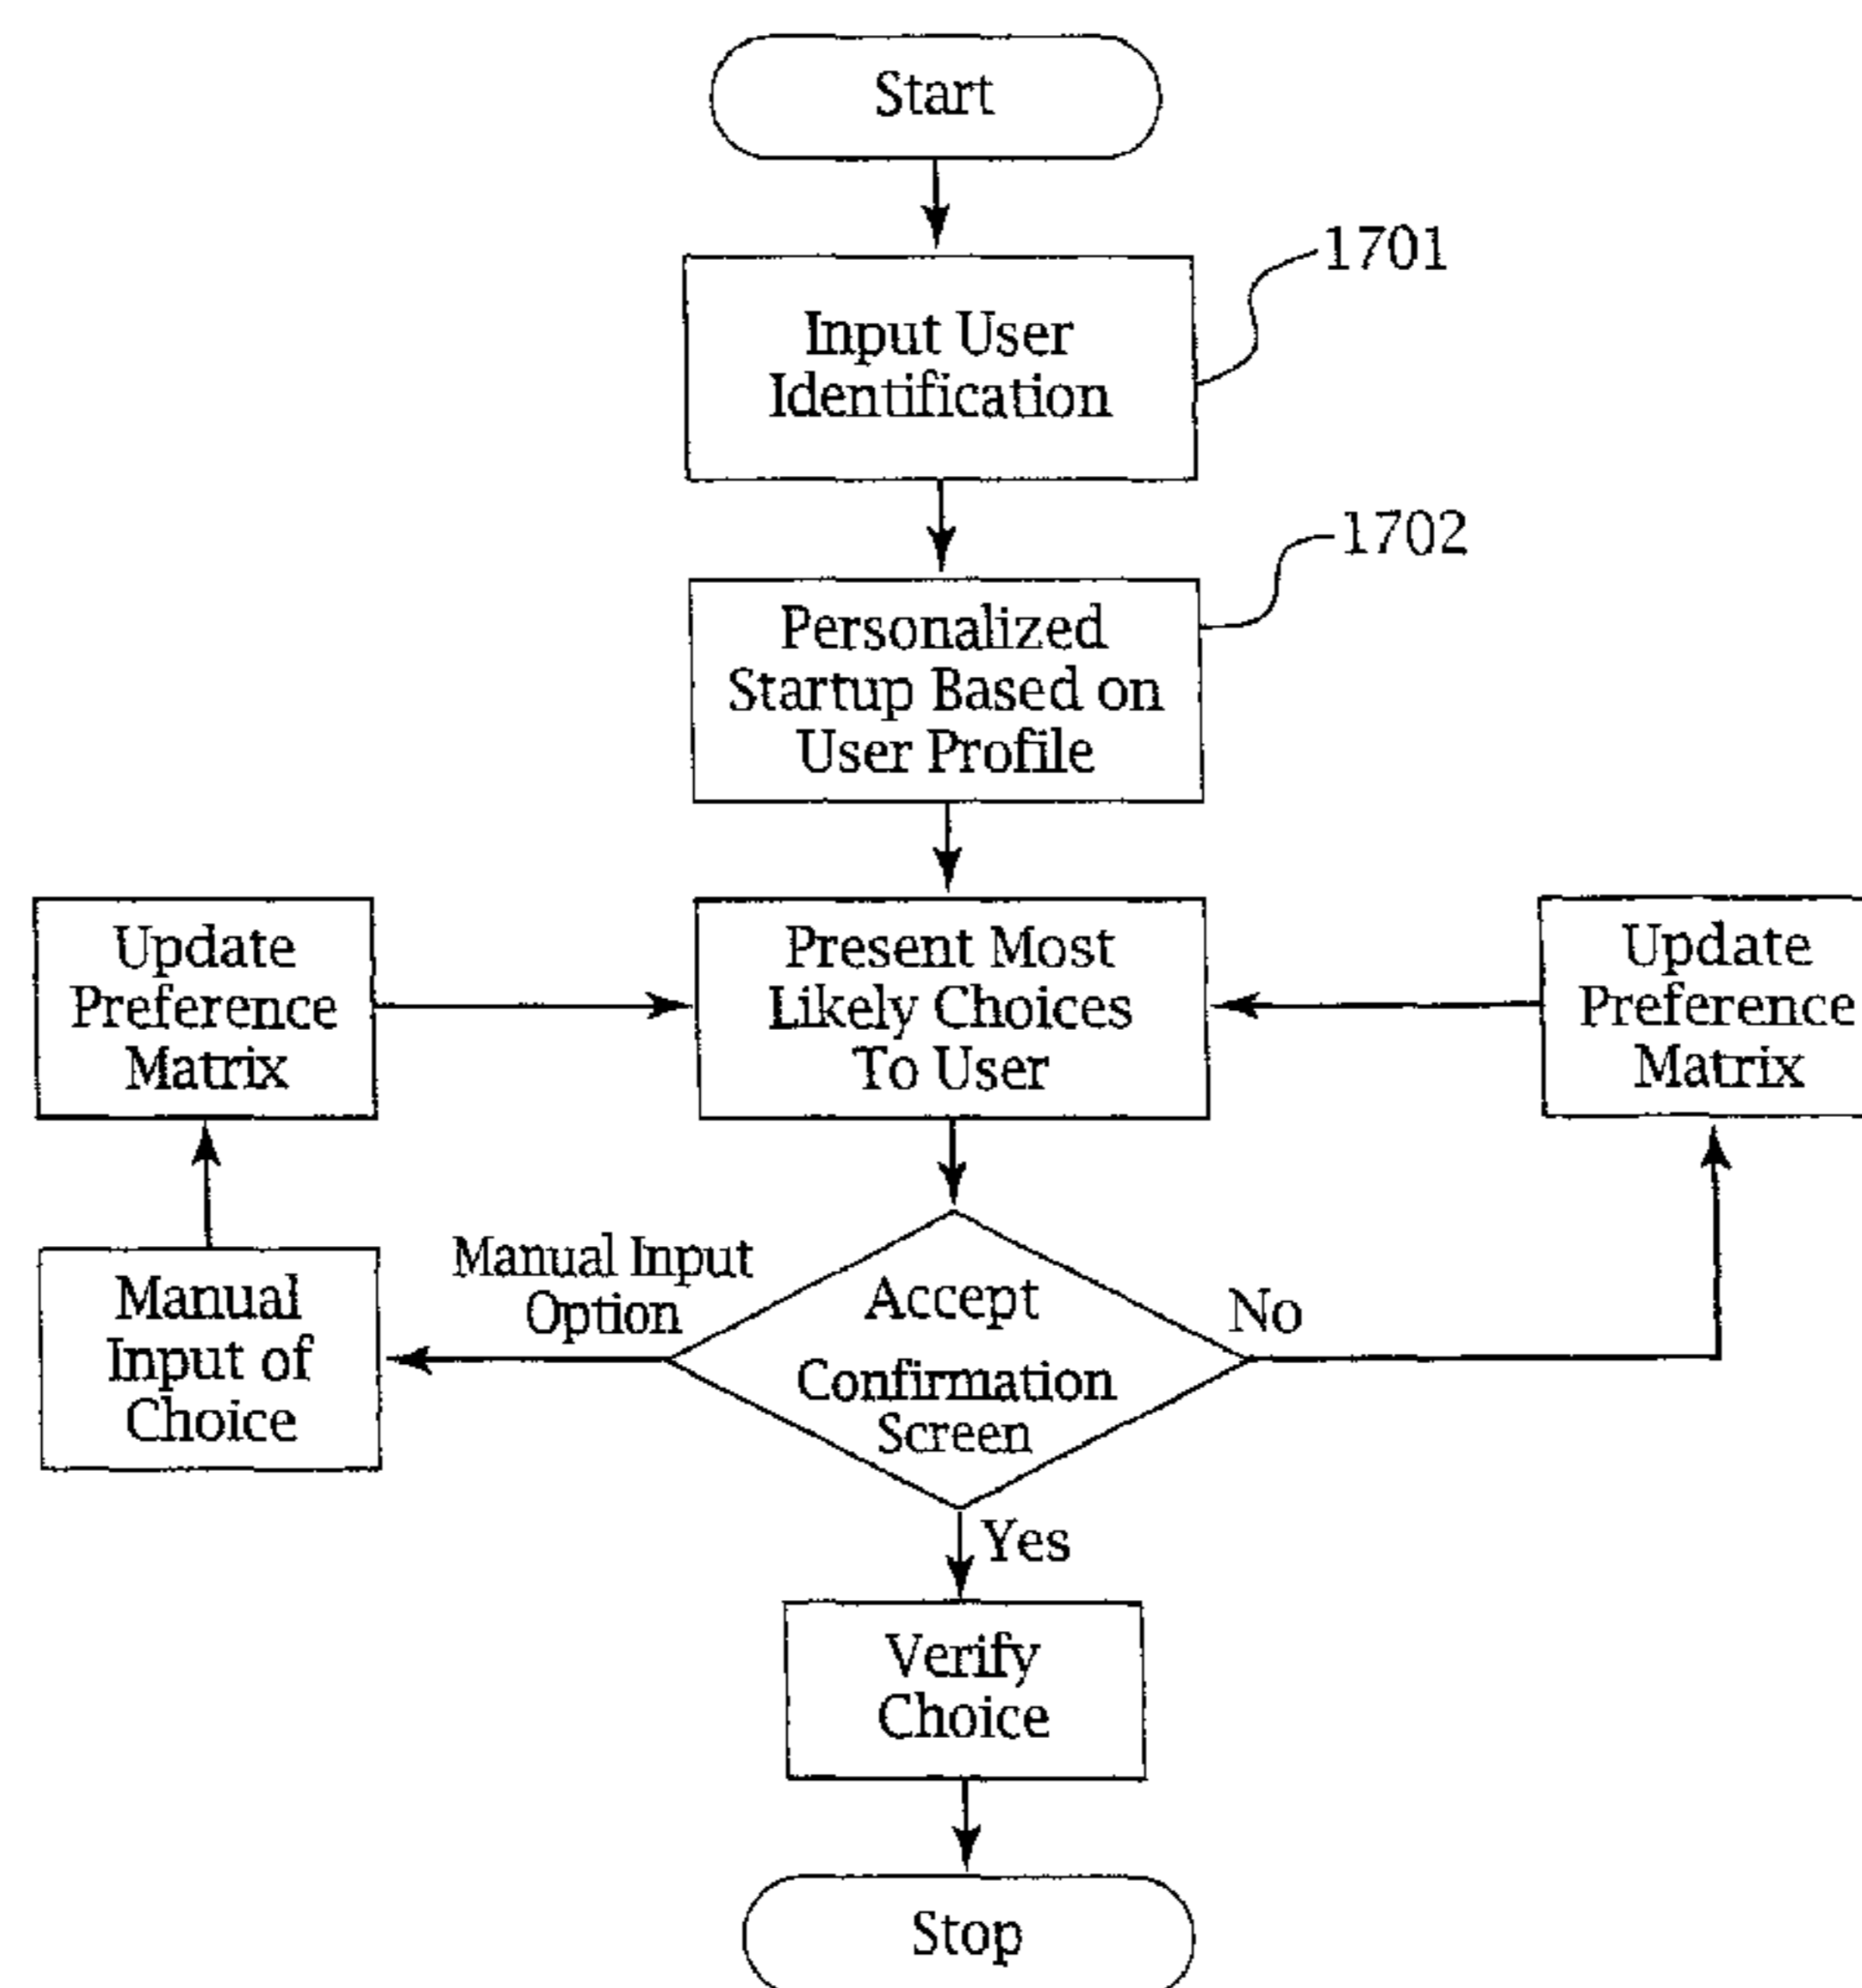 Start
1701
Input User
Identification
1702
Personalized
Startup Based on
User Profile
Update
Preference
Matrix
Present Most
Likely Choices
To User
Update
Preference
Matrix
Manual
Input of
Choice
Manual Input
Option
Accept
Confirmation
Screen
No
Yes
Verify
Choice
Stop